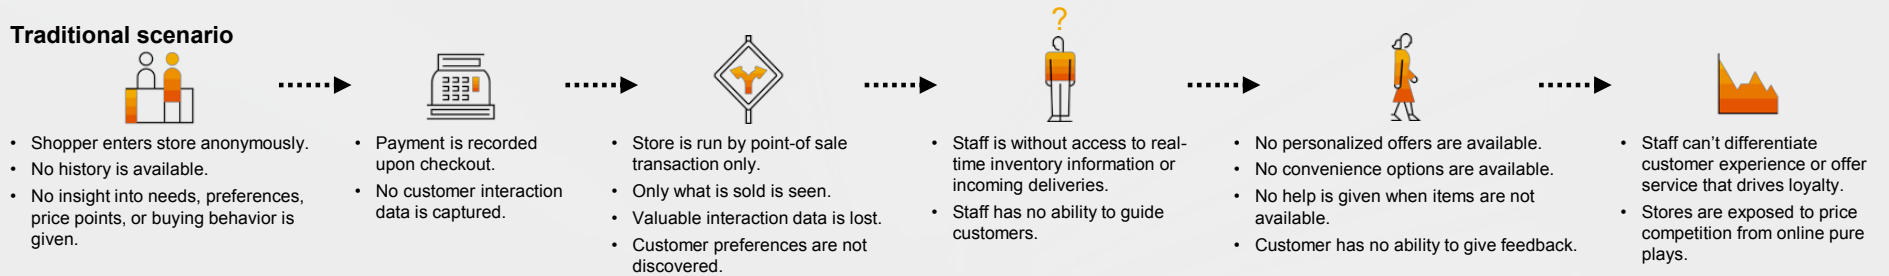 Traditional scenario
?
• Shopper enters store anonymously.
• No history is available.
• No insight into needs, preferences,
price points, or buying behavior is
given.
• Payment is recorded
upon checkout.
• No customer interaction
data is captured.
• Store is run by point-of sale
transaction only.
• Only what is sold is seen.
• Valuable interaction data is lost.
• Customer preferences are not
discovered.
• Staff is without access to real-
time inventory information or
incoming deliveries.
• Staff has no ability to guide
customers.
• No personalized offers are available.
• No convenience options are available.
• No help is given when items are not
available.
• Customer has no ability to give feedback.
• Staff can’t differentiate
customer experience or offer
service that drives loyalty.
• Stores are exposed to price
competition from online pure
plays.